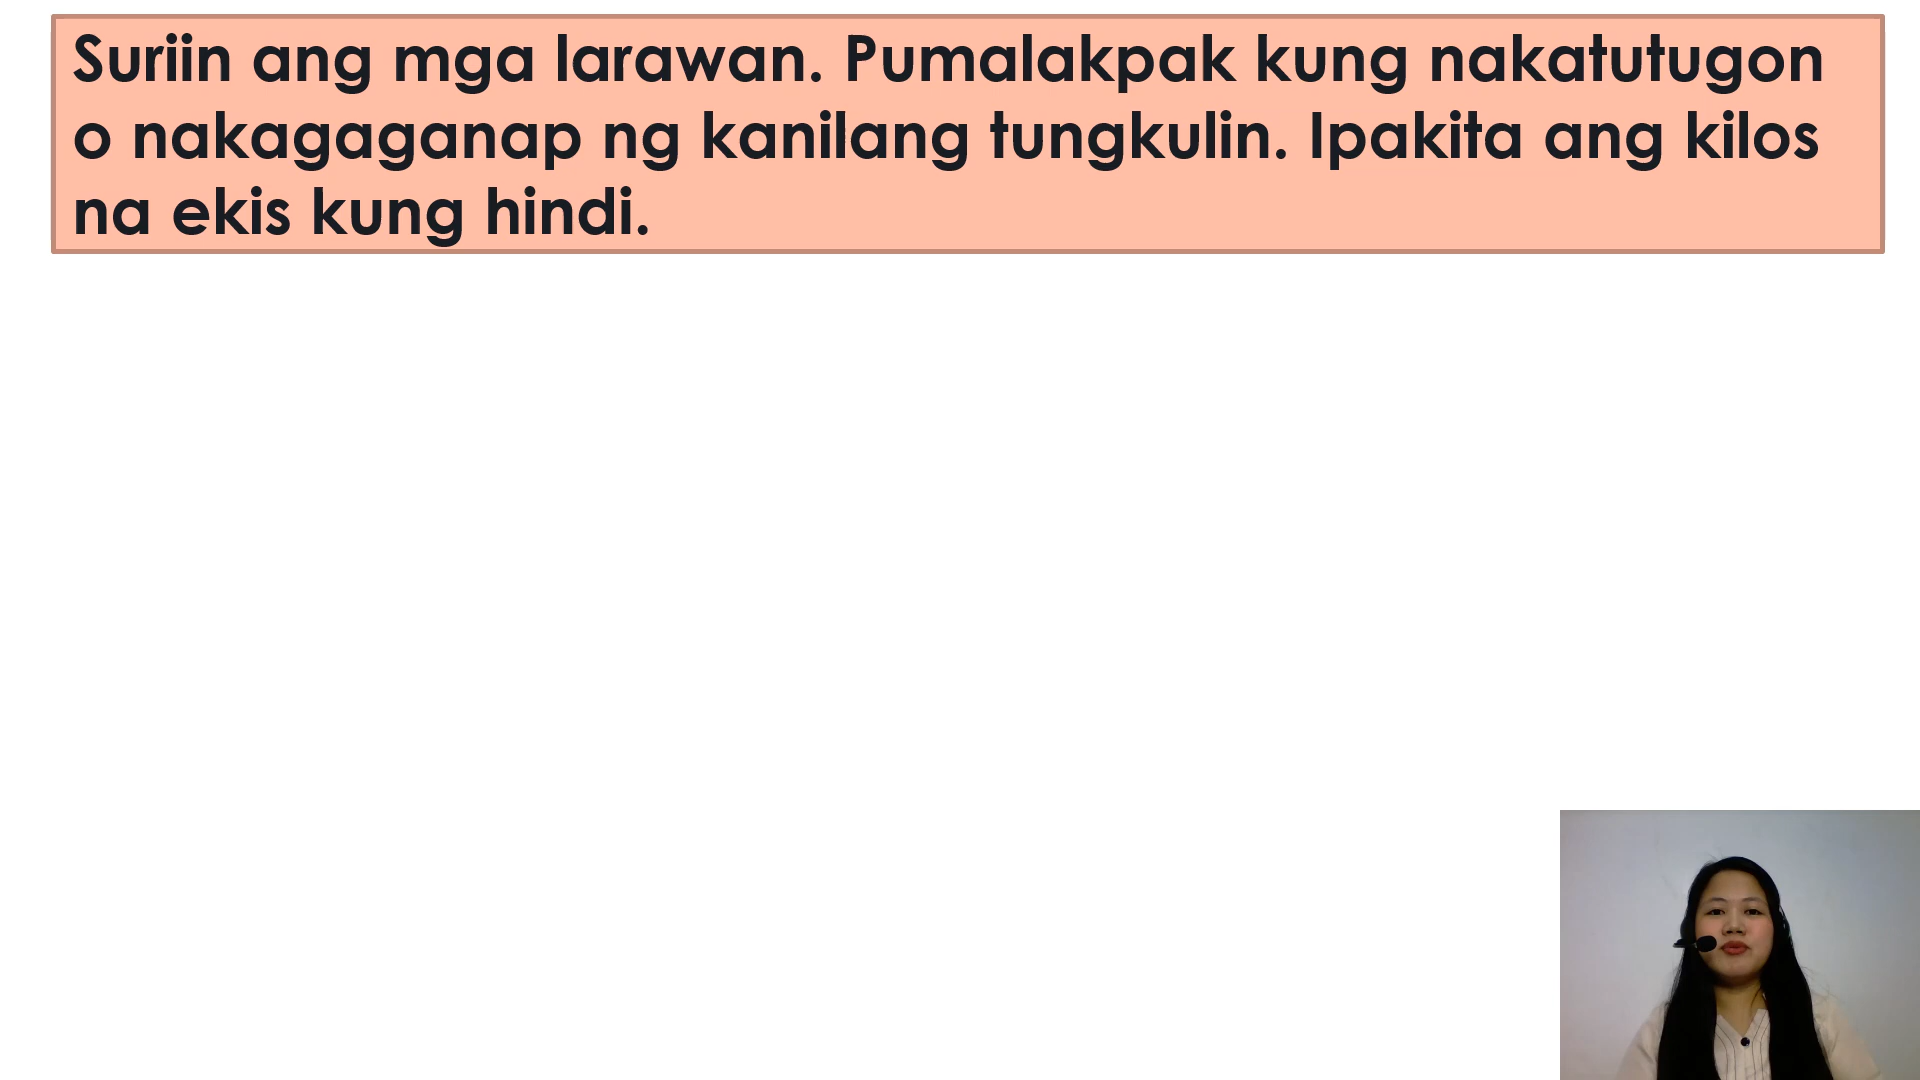 Suriin ang mga larawan. Pumalakpak kung nakatutugon
o nakagaganap ng kanilang tungkulin. Ipakita ang kilos
na ekis kung hindi.